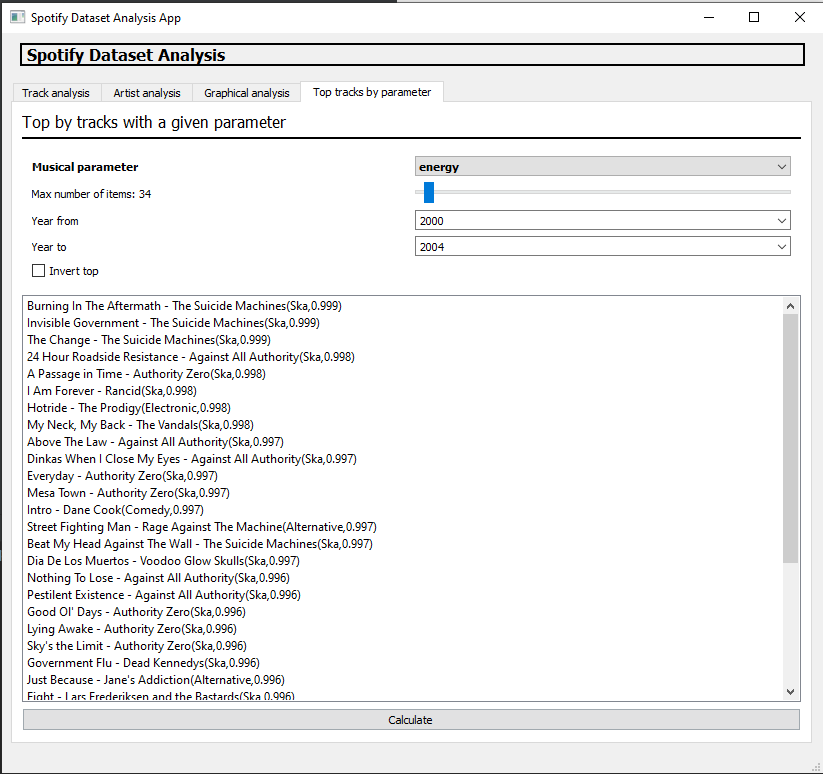 Spotify Dataset Analysis App
Spotify Dataset Analysis
Track analysis Artist analysis Graphical analysis Top tracks by parameter
Top by tracks with a given parameter
Musical parameter energy
Max number of items: 34
Year from 2000
Year to 2004
Invert top
Burning In The Aftermath - The Suicide Machines(Ska,0.999)
Invisible Government - The Suicide Machines(Ska,0.999)
The Change - The Suicide Machines(Ska,0.999)
24 Hour Roadside Resistance - Against All Authority(Ska,0.998)
A Passage in Time - Authority Zero(Ska,0.998)
I Am Forever - Rancid(Ska,0.998)
Hotride - The Prodigy(Electronic,0.998)
My Neck, My Back - The Vandals(Ska,0.998)
Above The Law - Against All Authority(Ska,0.997)
Dinkas When I Close My Eyes - Against All Authority(Ska,0.997)
Everyday - Authority Zero(Ska,0.997)
Mesa Town - Authority Zero(Ska,0.997)
Intro - Dane Cook(Comedy,0.997)
Street Fighting Man - Rage Against The Machine(Alternative,0.997)
Beat My Head Against The Wall - The Suicide Machines(Ska,0.997)
Dia De Los Muertos - Voodoo Glow Skulls(Ska,0.997)
Nothing To Lose - Against All Authority(Ska,0.996)
Pestilent Existence - Against All Authority(Ska,0.996)
Good Ol' Days - Authority Zero(Ska,0.996)
Lying Awake - Authority Zero(Ska,0.996)
Sky's the Limit - Authority Zero(Ska,0.996)
Government Flu - Dead Kennedys(Ska,0.996)
Just Because - Jane's Addiction(Alternative,0.996)
Fight - Lars Frederiksen and the Bastards(Ska,0.996)
Calculate